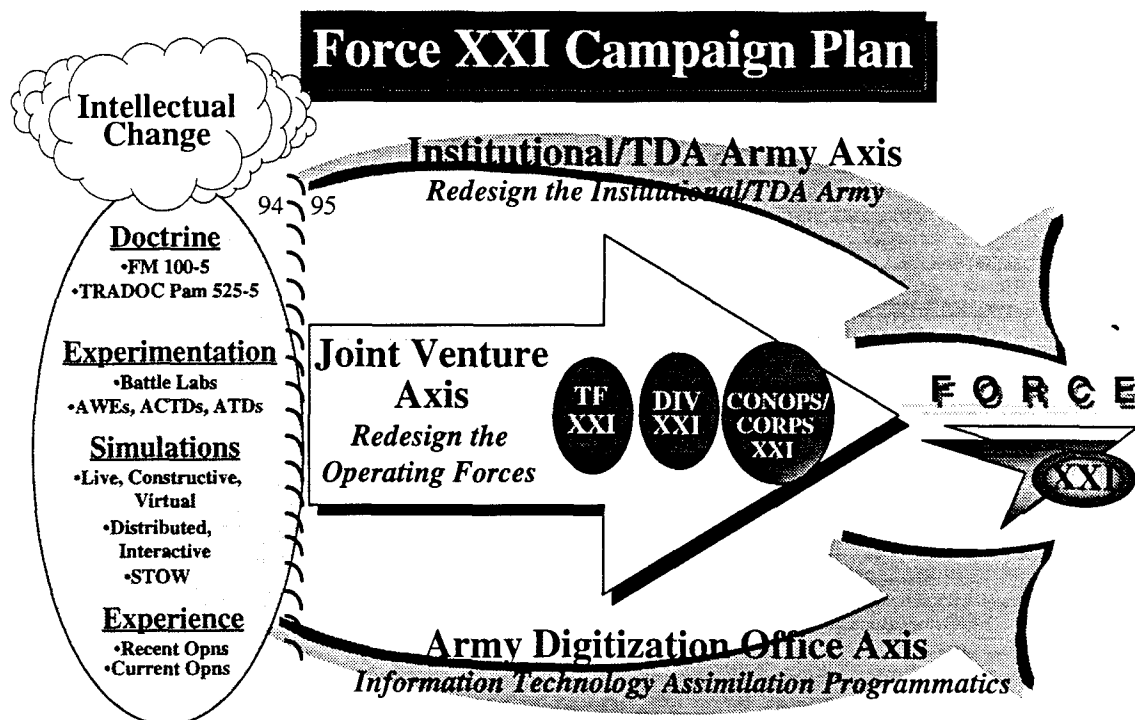 Force XXI Campaign Plan
Intellectual
Change
94 95
Doctrine
•FM 100-5
•TRADOC Pam 525-5
Experimentation
•Battle Labs
•AWEs, ACTDs, ATDs
Simulations
•Live, Constructive,
Virtual
•Distributed,
Interactive
•STOW
Experience
•Recent Opns
•Current Opns
Institutional/TDA Army Axis
Redesign the Institutional/TDA Army
Joint Venture
Axis
Redesign the
Operating Forces
TF
XXI
DIV
XXI
CONOPS/
CORPS
XXI
FORCE
XXI
Army Digitization Office Axis
Information Technology Assimilation Programmatics